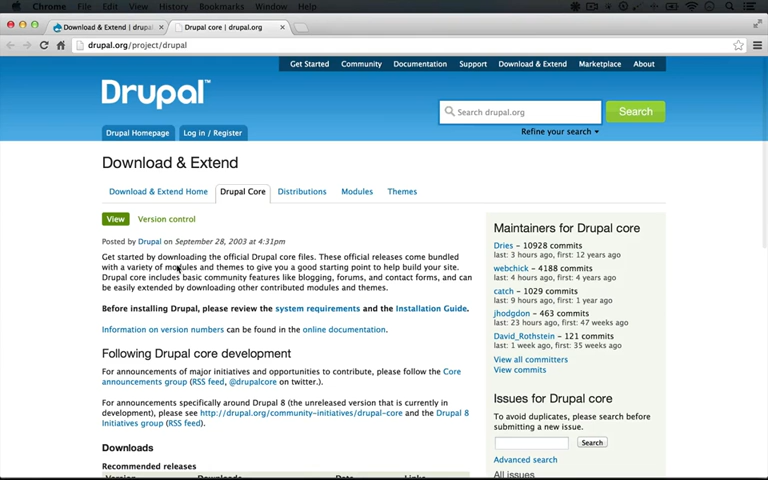 Chrome File Edit View History Bookmarks Window Help
Download & Extend | drupal
Drupal core | drupal.org
drupal.org/project/drupal
Get Started Community Documentation Support Download & Extend Marketplace About
Drupal™
Search drupal.org Search
Refine your search
Drupal Homepage Log in / Register
Download & Extend
Download & Extend Home Drupal Core Distributions Modules Themes
View Version control
Posted by Drupal on September 28, 2003 at 4:31pm
Get started by downloading the official Drupal core files. These official releases come bundled
with a variety of modules and themes to give you a good starting point to help build your site.
Drupal core includes basic community features like blogging, forums, and contact forms, and can
be easily extended by downloading other contributed modules and themes.
Before installing Drupal, please review the system requirements and the Installation Guide.
Information on version numbers can be found in the online documentation.
Following Drupal core development
For announcements of major initiatives and opportunities to contribute, please follow the Core
announcements group (RSS feed, @drupalcore on twitter.).
For announcements specifically around Drupal 8 (the unreleased version that is currently in
development), please see http://drupal.org/community-initiatives/drupal-core and the Drupal 8
Initiatives group (RSS feed).
Downloads
Recommended releases
Version Downloads Date Links
Maintainers for Drupal core
Dries - 10928 commits
last: 3 hours ago, first: 12 years ago
webchick - 4188 commits
last: 4 hours ago, first: 4 years ago
catch - 1029 commits
last: 9 hours ago, first: 1 year ago
jhodgdon - 463 commits
last: 23 hours ago, first: 47 weeks ago
David_Rothstein - 121 commits
last: 1 week ago, first: 35 weeks ago
View all committers
View commits
Issues for Drupal core
To avoid duplicates, please search before
submitting a new issue.
Search
Advanced search
All issues